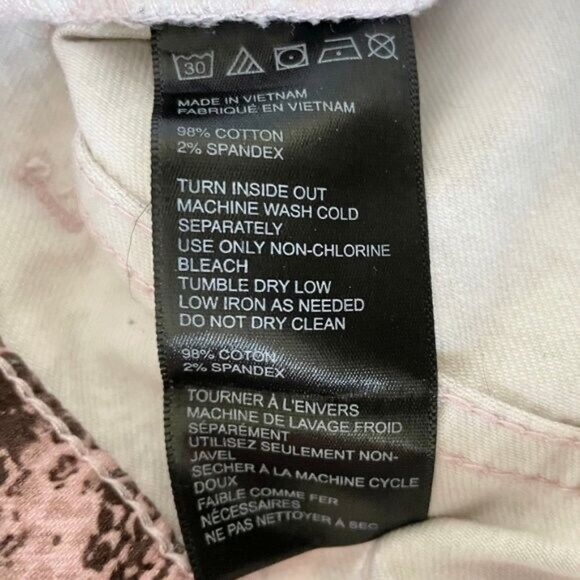 30
MADE IN VIETNAM
FABRIQUÉ EN VIETNAM
98% COTTON
2% SPANDEX
TURN INSIDE OUT
MACHINE WASH COLD
SEPARATELY
USE ONLY NON-CHLORINE
BLEACH
TUMBLE DRY LOW
LOW IRON AS NEEDED
DO NOT DRY CLEAN
98% COTON
2% SPANDEX
TOURNER À L'ENVERS
MACHINE DE LAVAGE FROID
SÉPARÉMENT
UTILISEZ SEULEMENT NON-
JAVEL
SECHER À LA MACHINE CYCLE
DOUX
FAIBLE COMME FER
NÉCESSAIRES
NE PAS NETTOYER À SEC